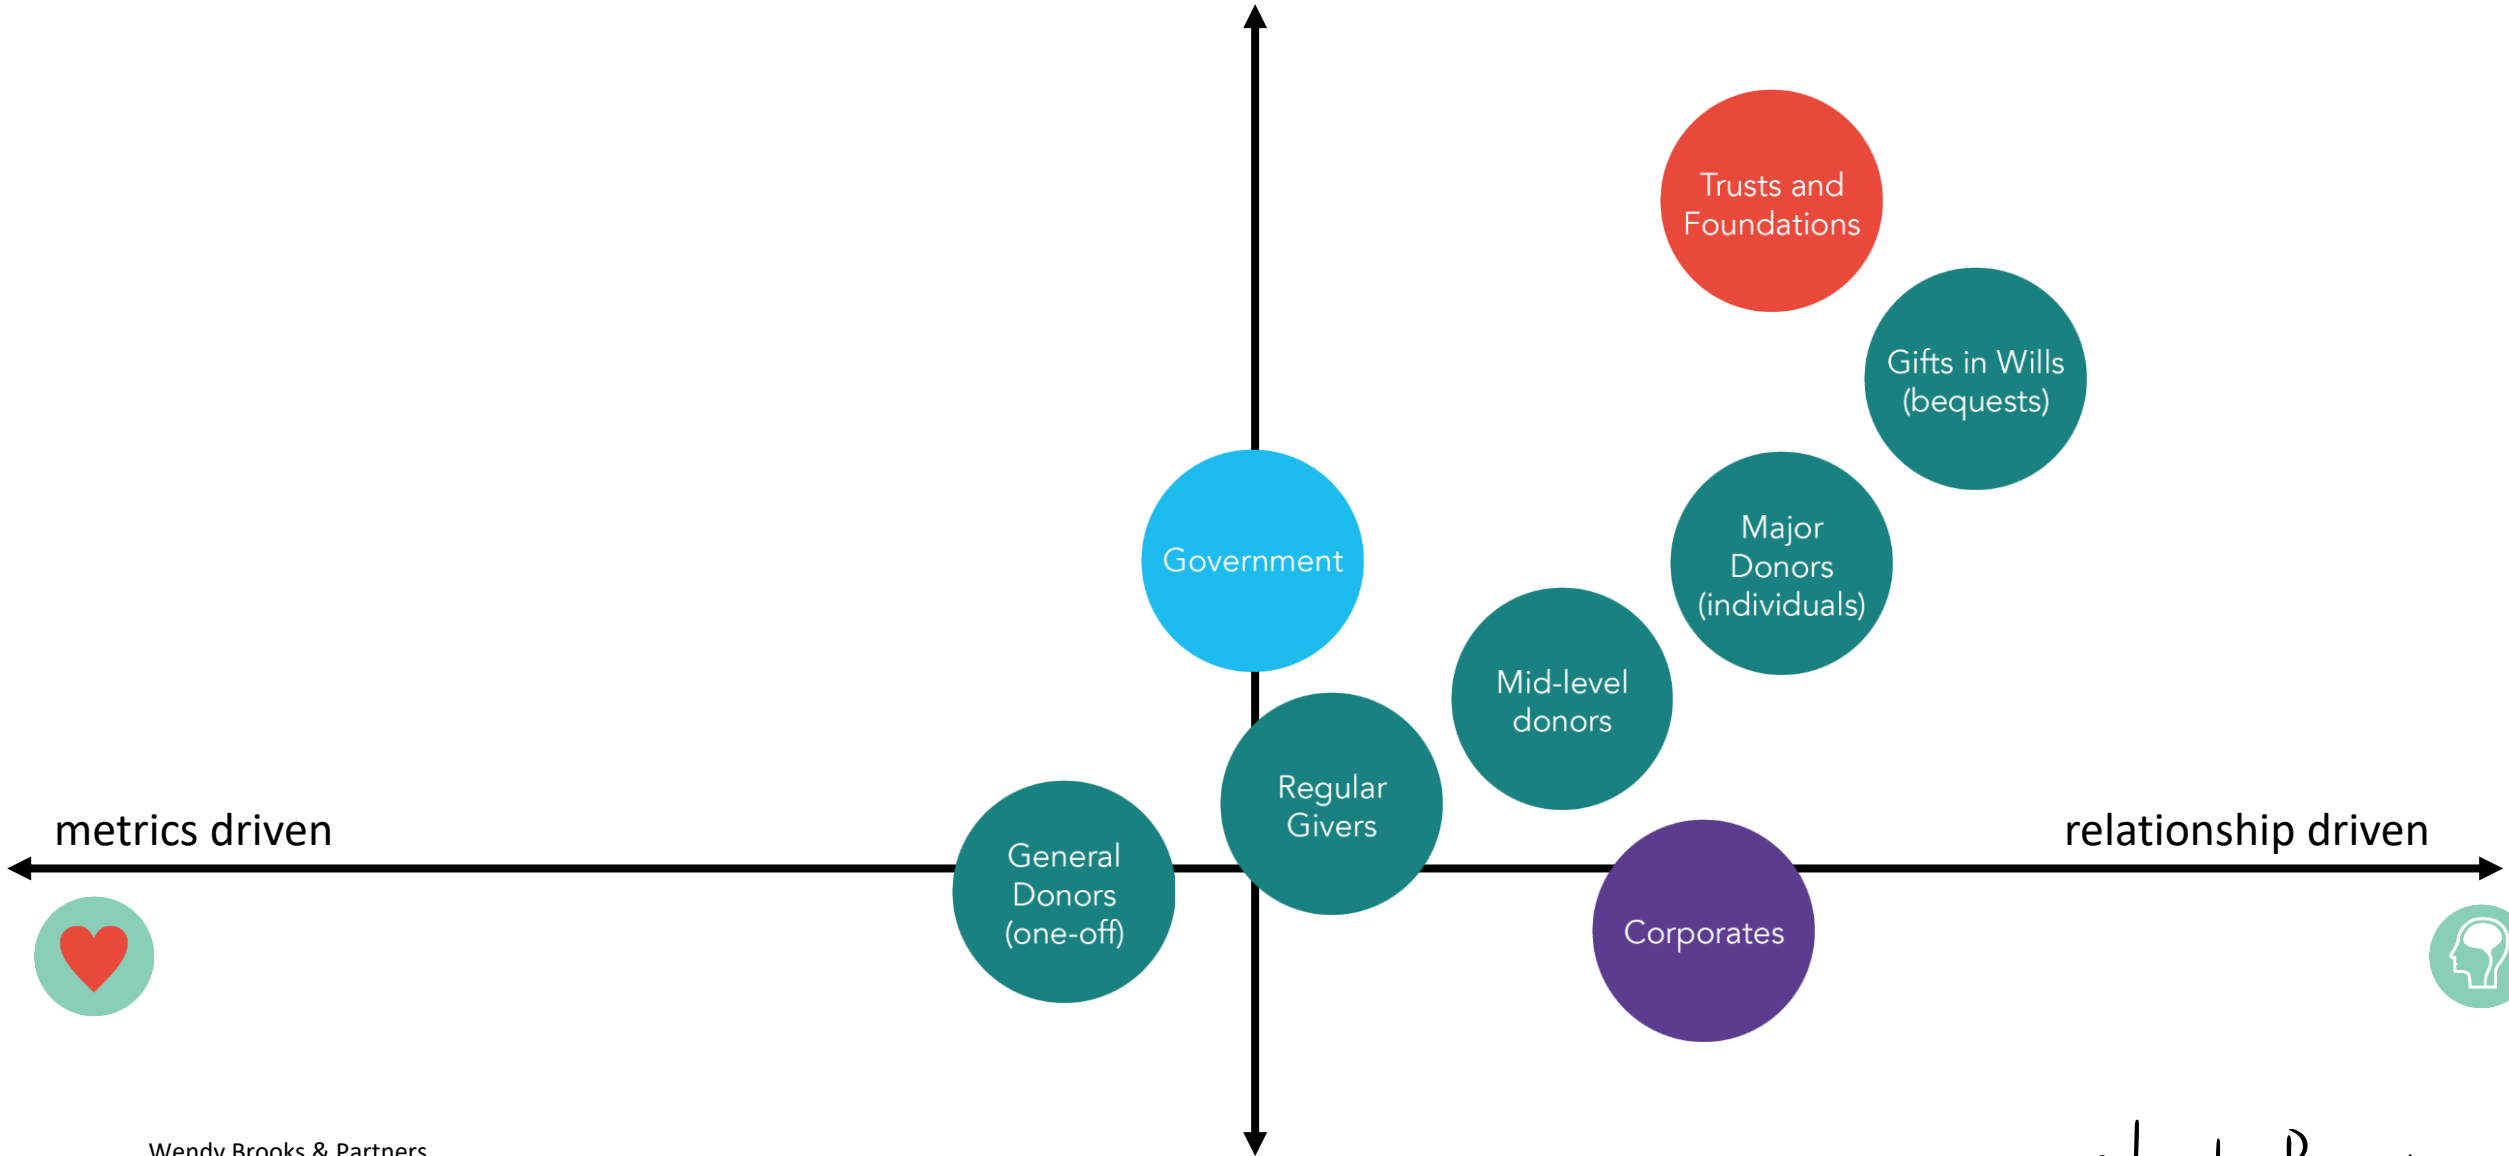 Trusts and
Foundations
Gifts in Wills
(bequests)
Government
Major
Donors
(individuals)
Mid-level
donors
Regular
Givers
metrics driven
relationship driven
General
Donors
(one-off)
Corporates
Wendy Brooks & Partners